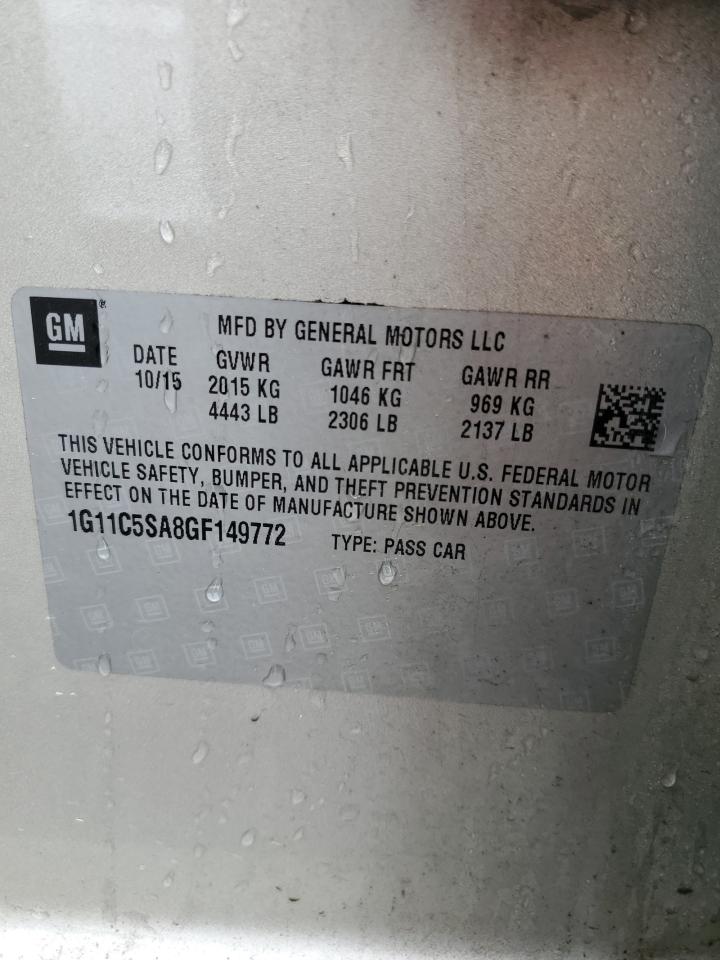 GM®
MFD BY GENERAL MOTORS LLC
DATE GVWR GAWR FRT GAWR RR
10/15 2015 KG 1046 KG 969 KG
4443 LB 2306 LB 2137 LB
THIS VEHICLE CONFORMS TO ALL APPLICABLE U.S. FEDERAL MOTOR
VEHICLE SAFETY, BUMPER, AND THEFT PREVENTION STANDARDS IN
EFFECT ON THE DATE OF MANUFACTURE SHOWN ABOVE.
1G11C5SA8GF149772 TYPE: PASS CAR